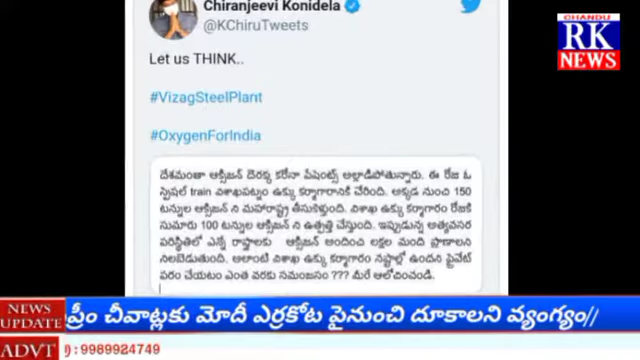 Chiranjeevi Konidela
@KChiruTweets
CHANDU
RK
NEWS
Let us THINK..
#VizagSteelPlant
#OxygenForIndia
దేశమంతా ఆక్సిజన్ దొరక్క కరోనా పేషెంట్స్ అల్లాడిపోతున్నారు. ఈ రోజు ఓ
స్పెషల్ train విశాఖపట్నం ఉక్కు కర్మాగారానికి చేరింది. అక్కడ నుంచి 150
టన్నుల ఆక్సిజన్ ని మహారాష్ట్ర తీసుకెళ్తుంది. విశాఖ ఉక్కు కర్మాగారం రోజుకి
సుమారు 100 టన్నుల ఆక్సిజన్ ని ఉత్పత్తి చేస్తుంది. ఇప్పుడున్న అత్యవసర
పరిస్థితిలో ఎన్నో రాష్ట్రాలకు ఆక్సిజన్ అందించి లక్షల మంది ప్రాణాలని
నిలబెడుతుంది. అలాంటి విశాఖ ఉక్కు కర్మాగారం నష్టాల్లో ఉందని ప్రైవేట్
పరం చేయటం ఎంత వరకు సమంజసం ??? మీరే ఆలోచించండి.
NEWS
UPDATE
ప్రీం చీవాట్లకు మోదీ ఎర్రకోట పైనుంచి దూకాలని వ్యంగ్యం//
ADVT
: 9989924749